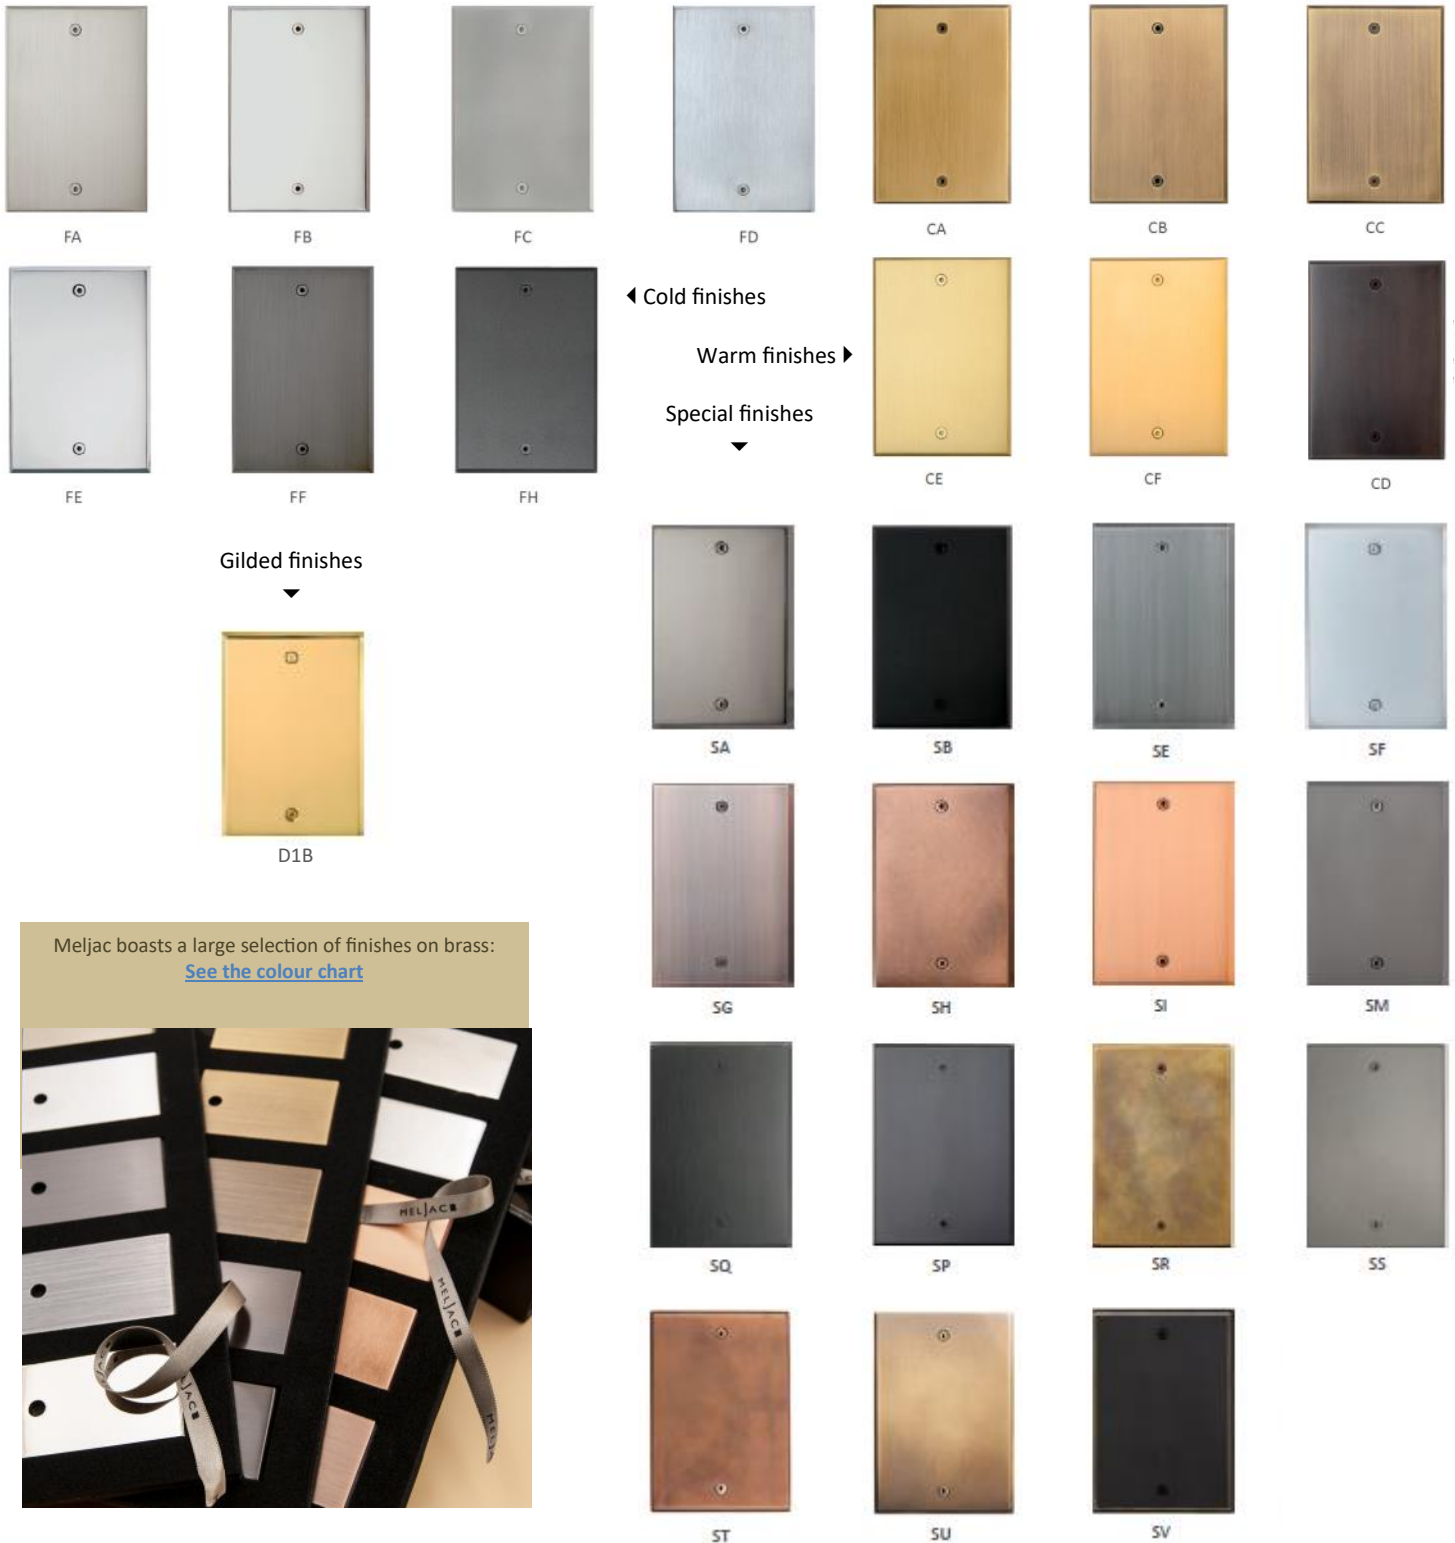 FA
FB
FC
FD
CA
CB
CC
FE
FF
FH
Cold finishes
Warm finishes
Special finishes
CE
CF
CD
Gilded finishes
D1B
SA
SB
SE
SF
SG
SH
SI
SM
SQ
SP
SR
SS
ST
SU
SV
Meljac boasts a large selection of finishes on brass:
See the colour chart
MELJAC
MELJAC
JAC
MEL